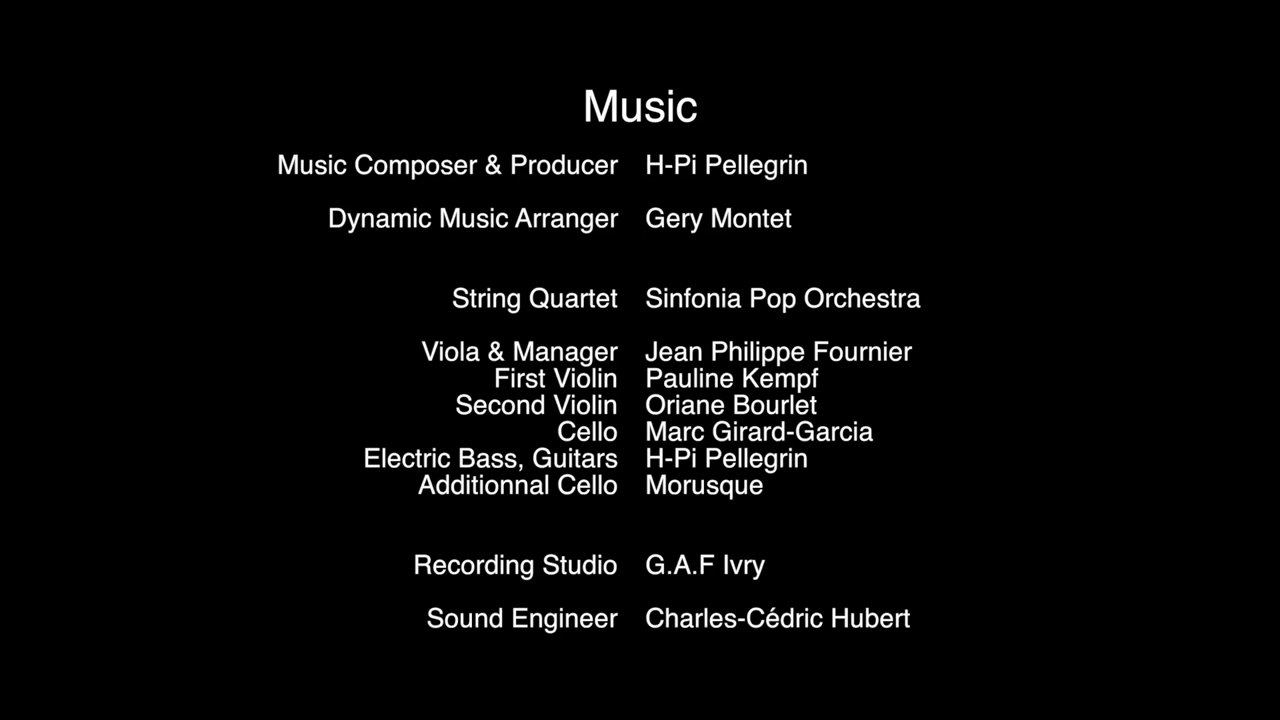 Music
Music Composer & Producer H-Pi Pellegrin
Dynamic Music Arranger Gery Montet
String Quartet Sinfonia Pop Orchestra
Viola & Manager Jean Philippe Fournier
First Violin Pauline Kempf
Second Violin Oriane Bourlet
Cello Marc Girard-Garcia
Electric Bass, Guitars H-Pi Pellegrin
Additionnal Cello Morusque
Recording Studio G.A.F Ivry
Sound Engineer Charles-Cédric Hubert